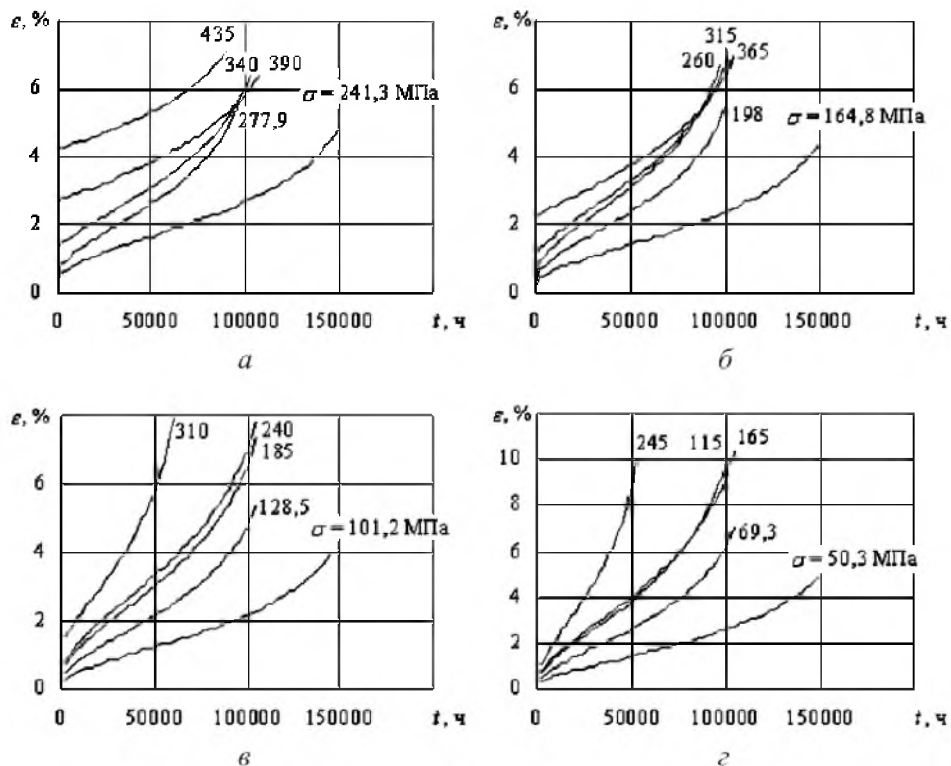 ε, %
435
340 390
6
σ = 241,3 МПа
277,9
4
2
0
0 50000 100000 150000 t, ч
а
ε, %
315
260 365
6
198 σ = 164,8 МПа
4
2
0
0 50000 100000 150000 t, ч
б
ε, %
310 240
185
6
128,5
σ = 101,2 МПа
4
2
0
0 50000 100000 150000 t, ч
в
ε, %
245 115 165
10
8
69,3
6
σ = 50,3 МПа
4
2
0
0 50000 100000 150000 t, ч
г